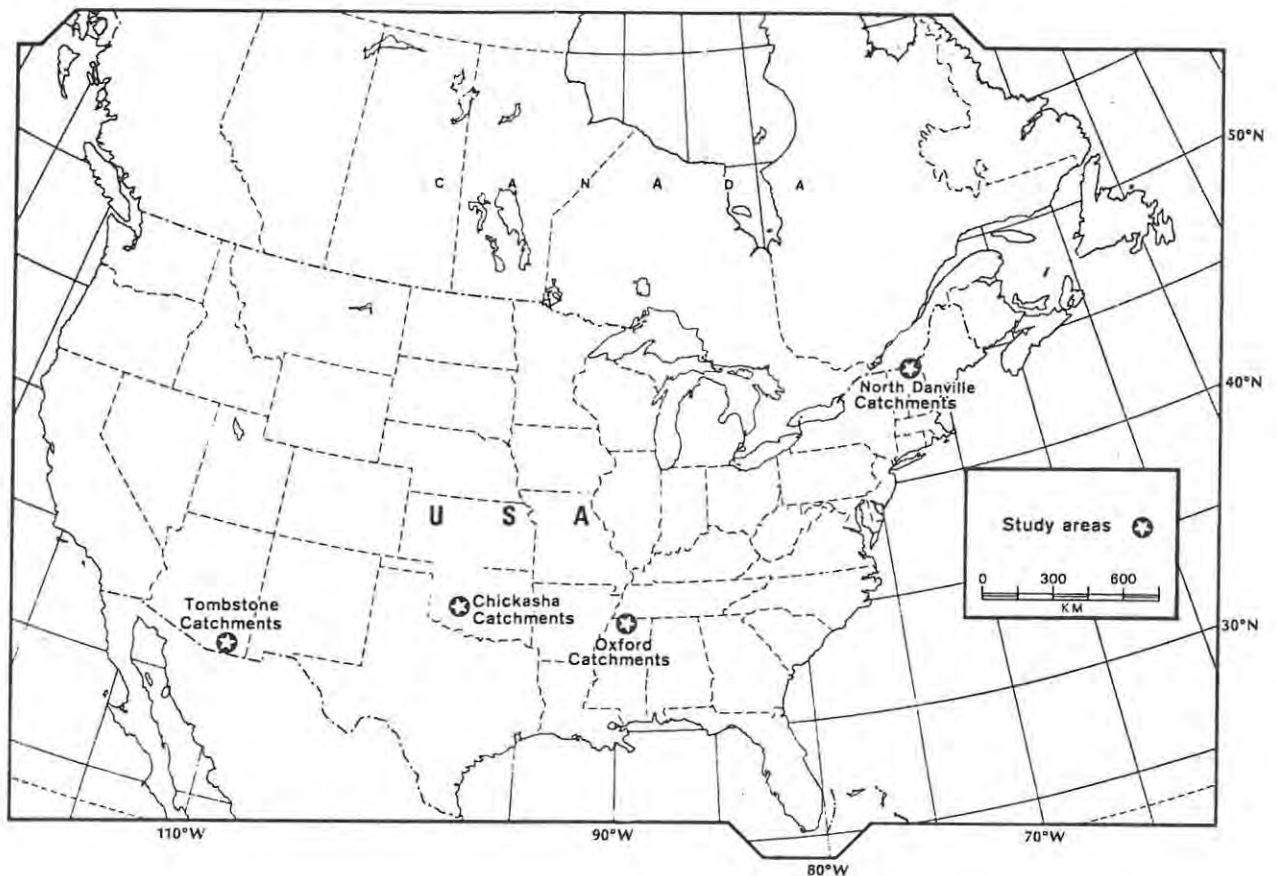 50°N
C A N A D A
40°N
North Danville
Catchments
U S A
Study areas
0 300 600
KM
Tombstone
Catchments
Chickasha
Catchments
Oxford
Catchments
30°N
110°W
90°W
80°W
70°W